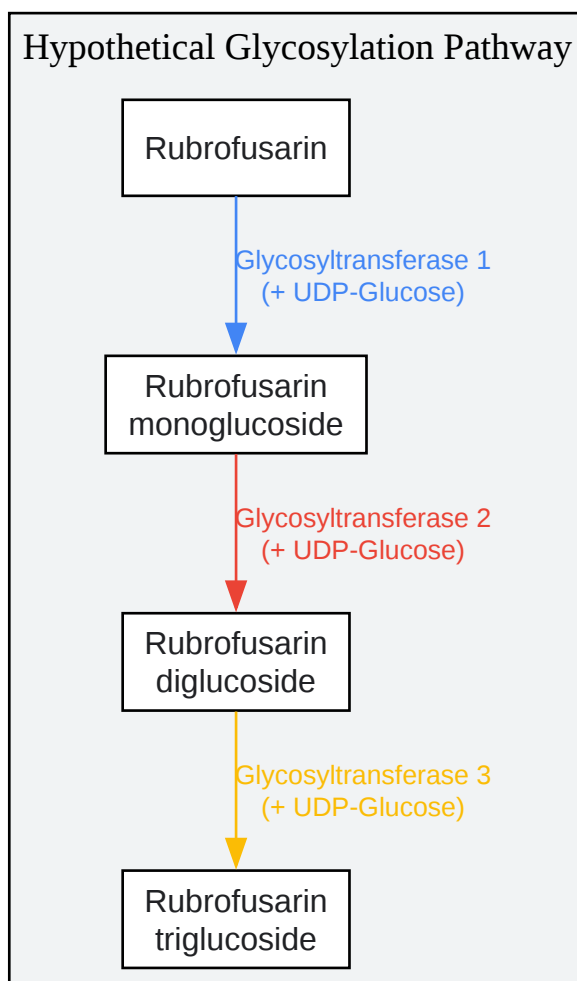 Hypothetical Glycosylation Pathway
Rubrofusarin
Glycosyltransferase 1
(+ UDP-Glucose)
Rubrofusarin
monoglucoside
Glycosyltransferase 2
(+ UDP-Glucose)
Rubrofusarin
diglucoside
Glycosyltransferase 3
(+ UDP-Glucose)
Rubrofusarin
triglucoside